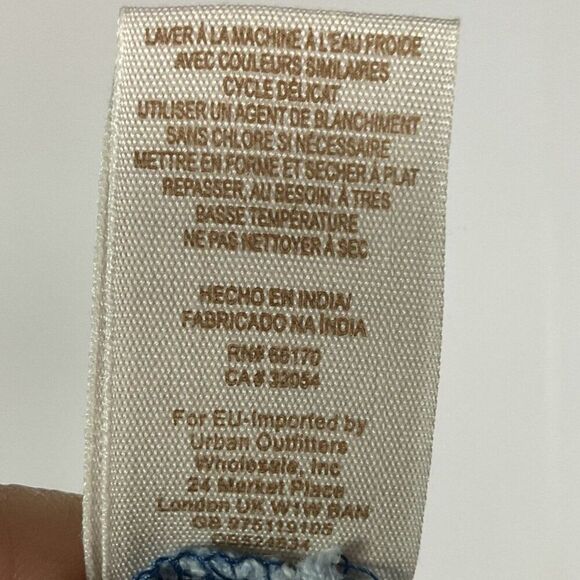 LAVER À LA MACHINE À L'EAU FROIDE
AVEC COULEURS SIMILAIRES
CYCLE DÉLICAT
UTILISER UN AGENT DE BLANCHIMENT
SANS CHLORE SI NÉCESSAIRE
METTRE EN FORME ET SÉCHER À PLAT
REPASSER, AU BESOIN, À TRÈS
BASSE TEMPÉRATURE
NE PAS NETTOYER À SEC
HECHO EN INDIA/
FABRICADO NA ÍNDIA
RN# 66170
CA # 32054
For EU-Imported by
Urban Outfitters
Wholesale, Inc
24 Market Place
London UK W1W 8AN
GB 975119105